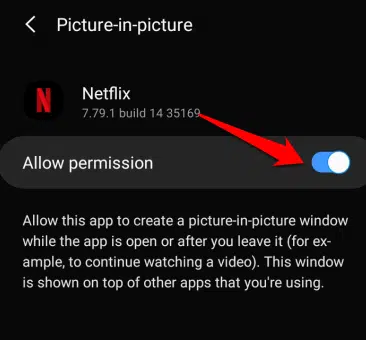 Picture-in-picture
Netflix
7.79.1 build 14 35169
Allow permission
Allow this app to create a picture-in-picture window
while the app is open or after you leave it (for ex-
ample, to continue watching a video). This window
is shown on top of other apps that you're using.